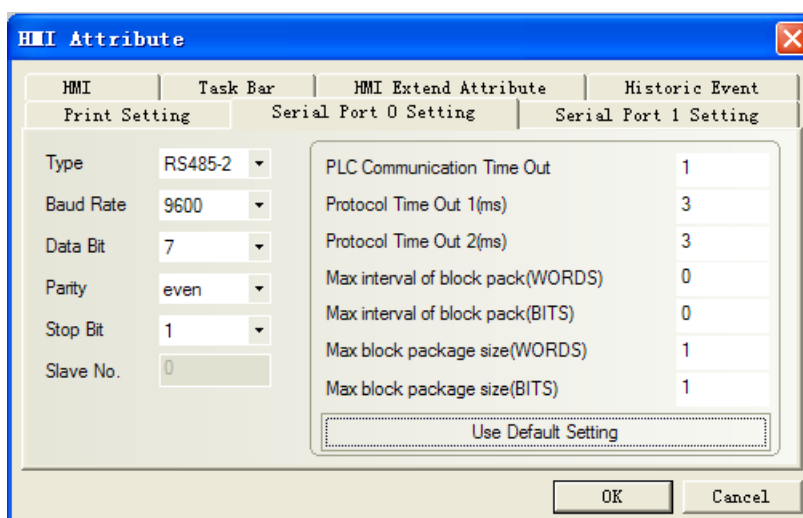 HMI Attribute
HMI
Task Bar
HMI Extend Attribute
Historic Event
Print Setting
Serial Port 0 Setting
Serial Port 1 Setting
Type RS485-2
Baud Rate 9600
Data Bit 7
Parity even
Stop Bit 1
Slave No. 0
PLC Communication Time Out 1
Protocol Time Out 1(ms) 3
Protocol Time Out 2(ms) 3
Max interval of block pack(WORDS) 0
Max interval of block pack(BITS) 0
Max block package size(WORDS) 1
Max block package size(BITS) 1
Use Default Setting
OK
Cancel